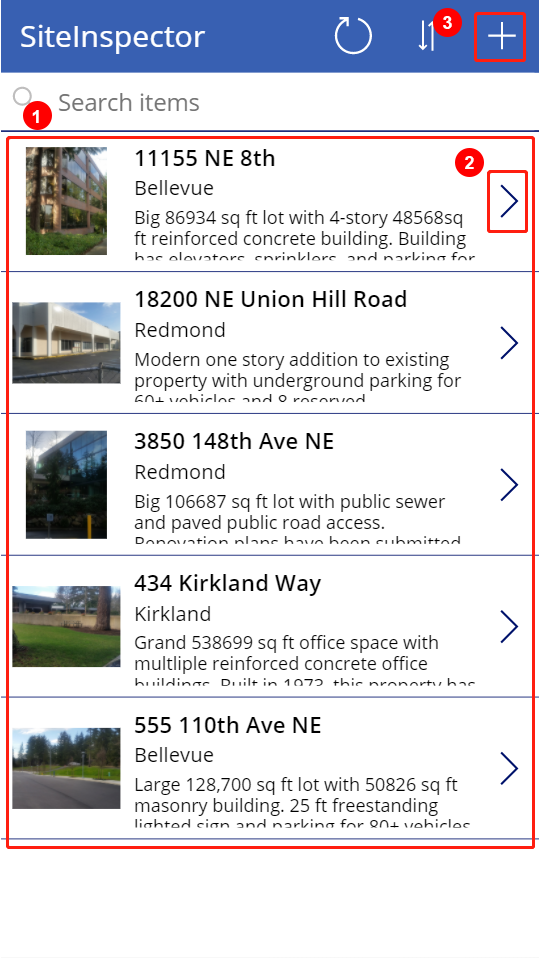 SiteInspector
3
Search items
1
11155 NE 8th
2
Bellevue
Big 86934 sq ft lot with 4-story 48568sq
ft reinforced concrete building. Building
has elevators, sprinklers, and parking for
18200 NE Union Hill Road
Redmond
Modern one story addition to existing
property with underground parking for
60+ vehicles and 8 reserved
3850 148th Ave NE
Redmond
Big 106687 sq ft lot with public sewer
and paved public road access.
Renovation plans have been submitted
434 Kirkland Way
Kirkland
Grand 538699 sq ft office space with
multliple reinforced concrete office
buildings. Built in 1973, this property has
555 110th Ave NE
Bellevue
Large 128,700 sq ft lot with 50826 sq ft
masonry building. 25 ft freestanding
lighted sign and parking for 80+ vehicles